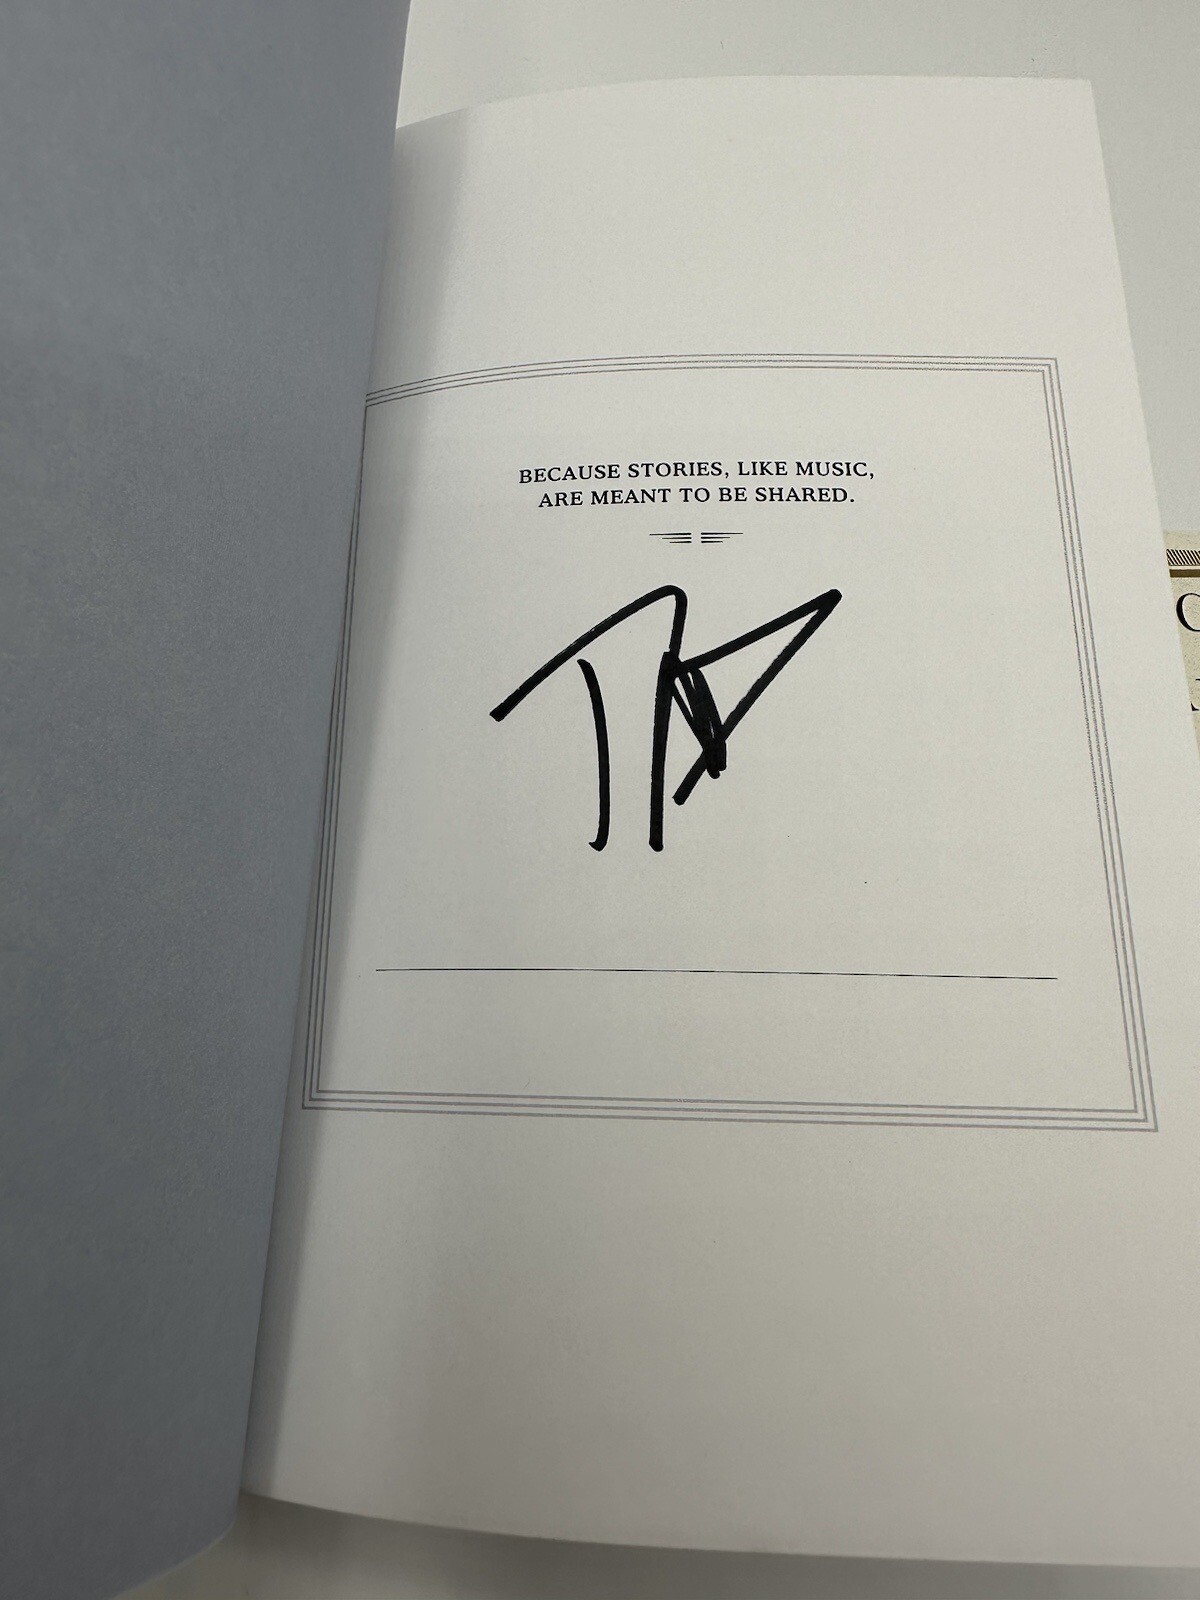 BECAUSE STORIES, LIKE MUSIC,
ARE MEANT TO BE SHARED.